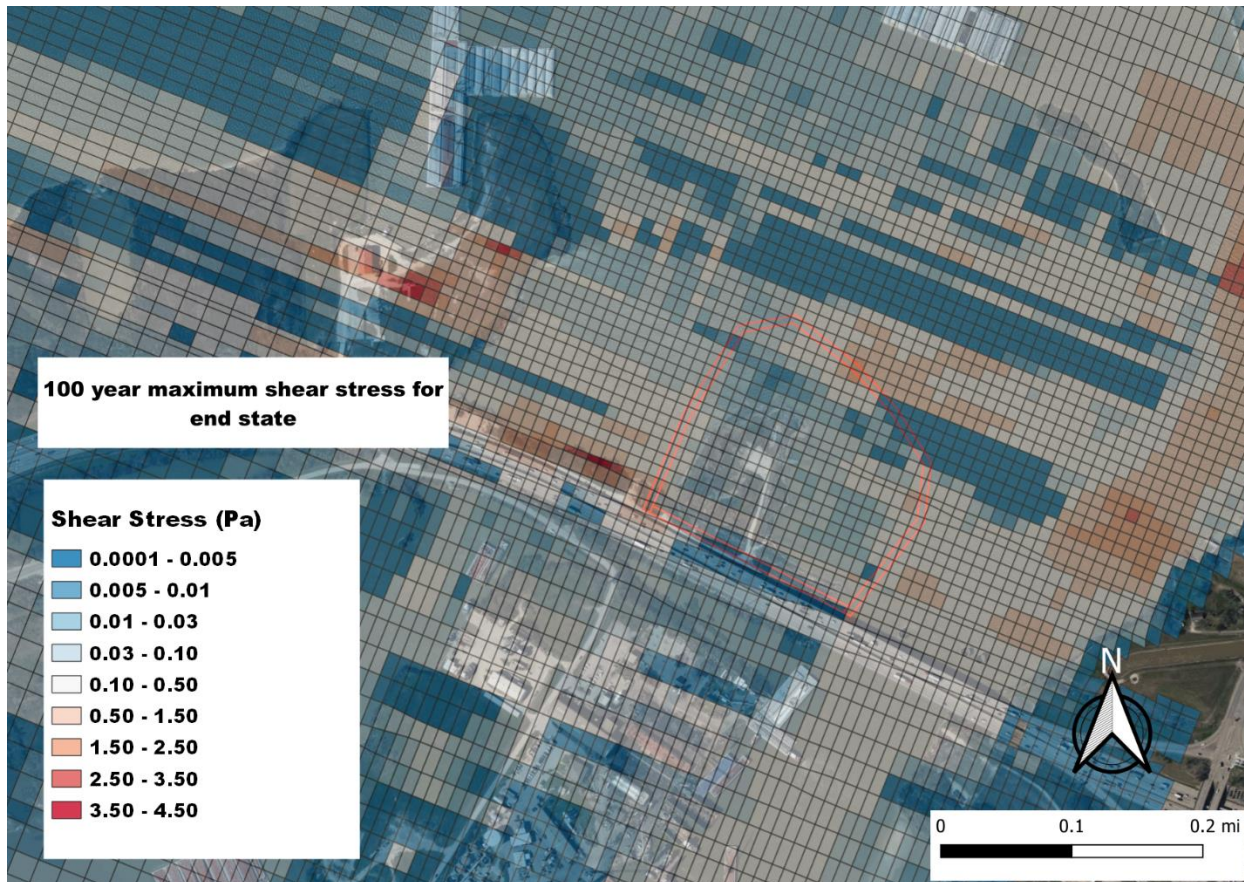 100 year maximum shear stress for
end state
Shear Stress (Pa)
0.0001 - 0.005
0.005 - 0.01
0.01 - 0.03
0.03 - 0.10
0.10 - 0.50
0.50 - 1.50
1.50 - 2.50
2.50 - 3.50
3.50 - 4.50
N
0 0.1 0.2 mi